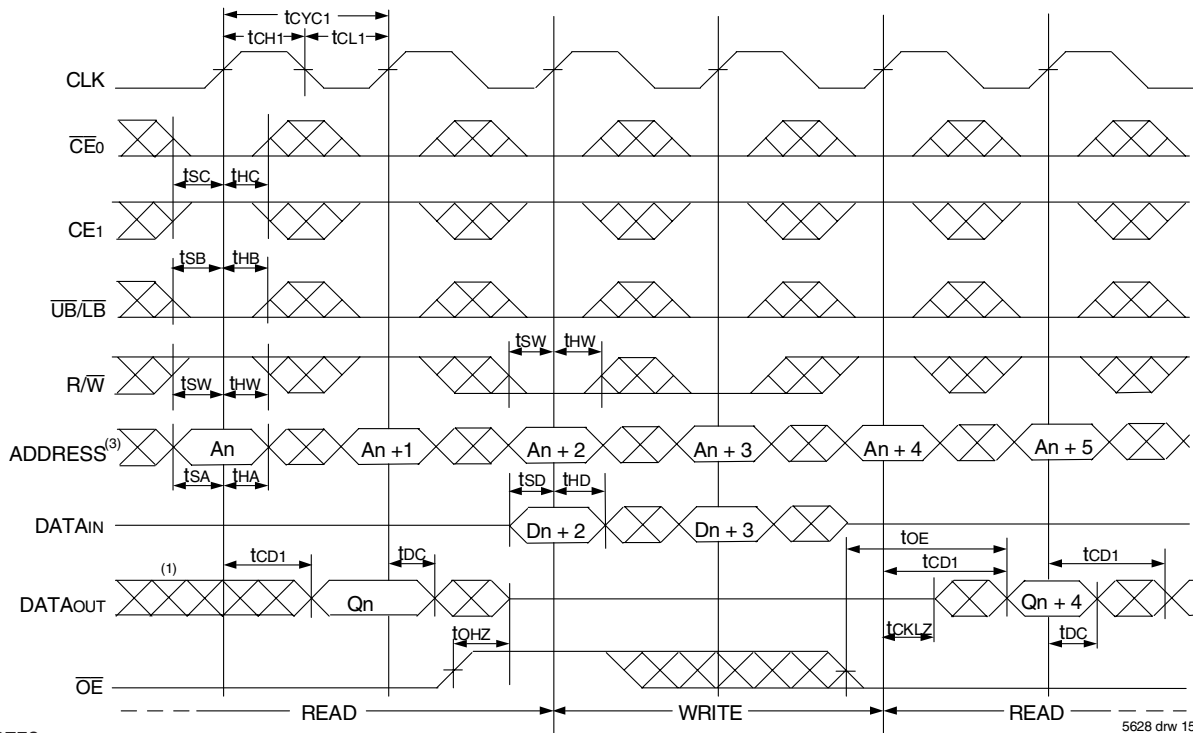 tCYC1
tCH1 tCL1
CLK
CE0
tSC tHC
CE1
tSB tHB
UB/LB
tSW tHW
R/W
tSW tHW
ADDRESS(3) An An +1 An + 2 An + 3 An + 4 An + 5
tSA tHA tSD tHD
DATAIN Dn + 2 Dn + 3
tOE
(1) tCD1 tDC tCD1 tCD1
DATAOUT Qn Qn + 4
tOHZ tCKLZ tDC
OE
READ WRITE READ
5628 drw 15